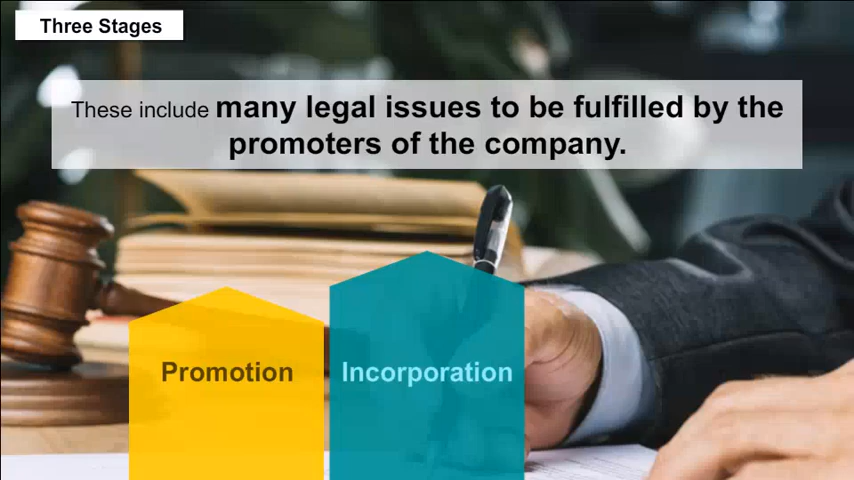 Three Stages
These include many legal issues to be fulfilled by the
promoters of the company.
Promotion
Incorporation